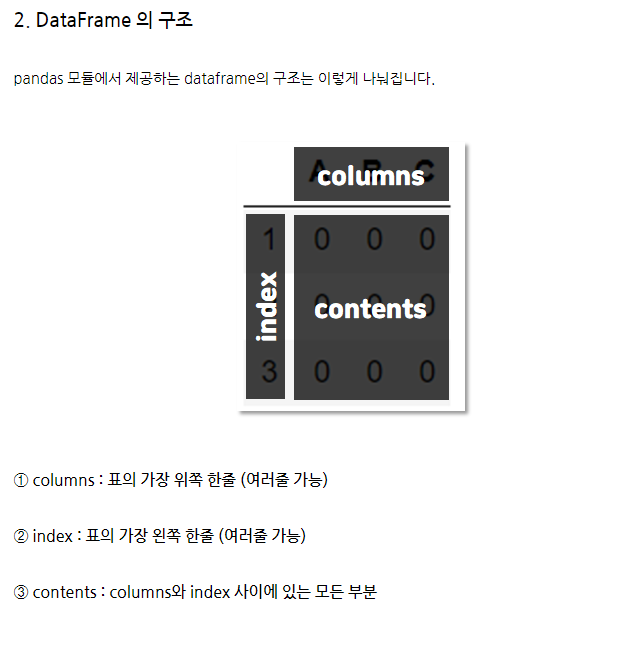 2. DataFrame 의 구조
pandas 모듈에서 제공하는 dataframe의 구조는 이렇게 나눠집니다.
A B C
columns
1 0 0 0
index
0 0
contents
3 0 0 0
① columns : 표의 가장 위쪽 한줄 (여러줄 가능)
② index : 표의 가장 왼쪽 한줄 (여러줄 가능)
③ contents : columns와 index 사이에 있는 모든 부분